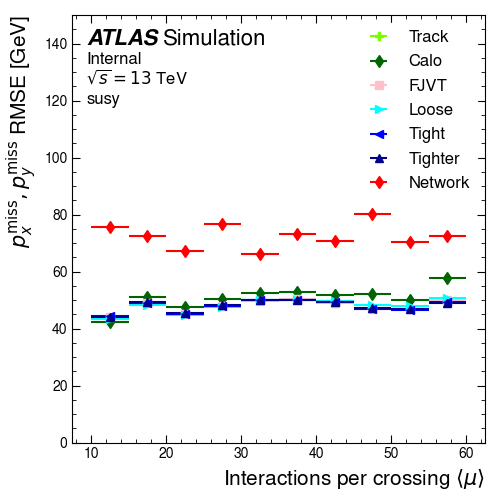 ATLAS Simulation
Internal
√s = 13 TeV
susy
Track
Calo
FJVT
Loose
Tight
Tighter
Network
p_x^miss, p_y^miss RMSE [GeV]
140
120
100
80
60
40
20
0
10 20 30 40 50 60
Interactions per crossing ⟨μ⟩